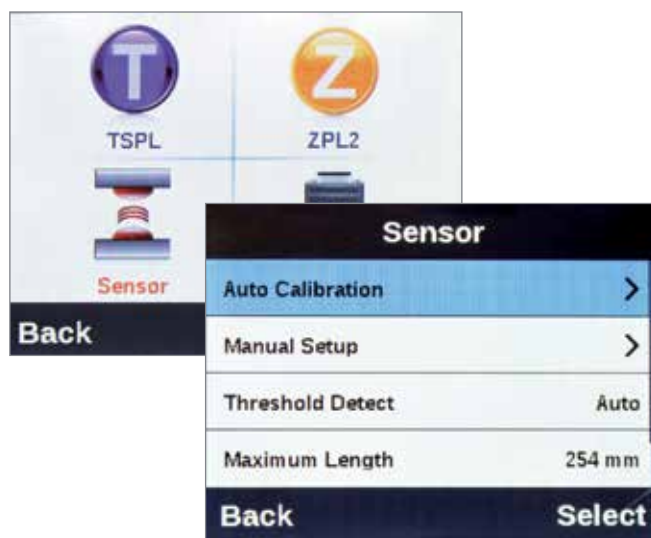 T Z
TSPL ZPL2
Sensor
Back
Sensor
Auto Calibration >
Manual Setup >
Threshold Detect Auto
Maximum Length 254 mm
Back Select